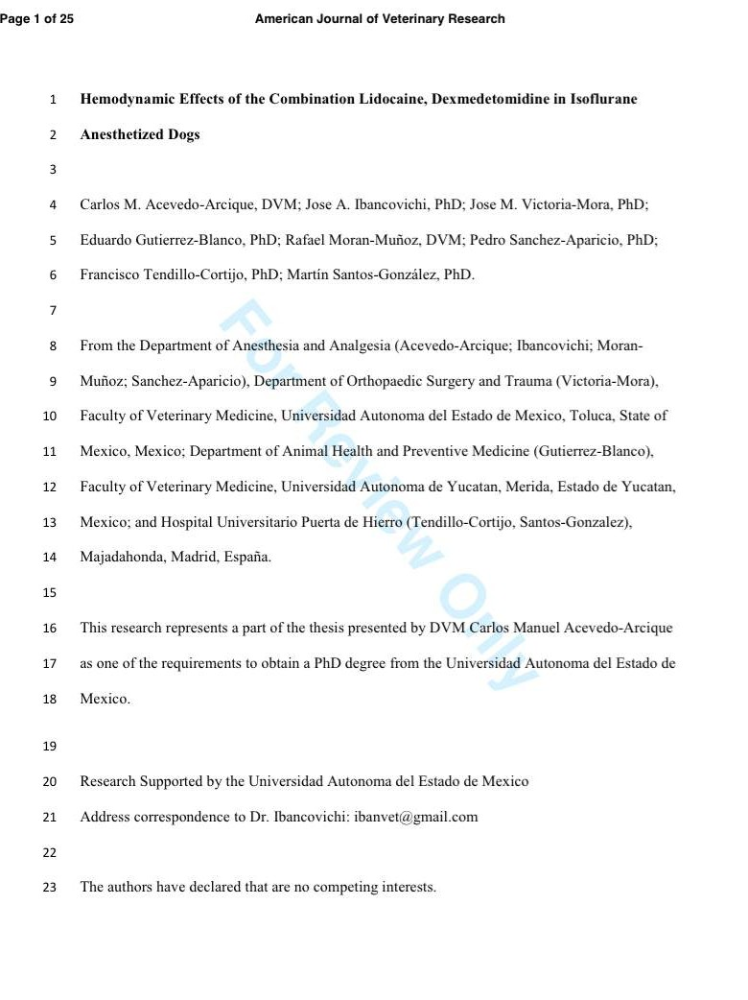 Page 1 of 25 American Journal of Veterinary Research
1 Hemodynamic Effects of the Combination Lidocaine, Dexmedetomidine in Isoflurane
2 Anesthetized Dogs
3
4 Carlos M. Acevedo-Arcique, DVM; Jose A. Ibancovichi, PhD; Jose M. Victoria-Mora, PhD;
5 Eduardo Gutierrez-Blanco, PhD; Rafael Moran-Muñoz, DVM; Pedro Sanchez-Aparicio, PhD;
6 Francisco Tendillo-Cortijo, PhD; Martín Santos-González, PhD.
7
8 From the Department of Anesthesia and Analgesia (Acevedo-Arcique; Ibancovichi; Moran-
9 Muñoz; Sanchez-Aparicio), Department of Orthopaedic Surgery and Trauma (Victoria-Mora),
10 Faculty of Veterinary Medicine, Universidad Autonoma del Estado de Mexico, Toluca, State of
11 Mexico, Mexico; Department of Animal Health and Preventive Medicine (Gutierrez-Blanco),
12 Faculty of Veterinary Medicine, Universidad Autonoma de Yucatan, Merida, Estado de Yucatan,
13 Mexico; and Hospital Universitario Puerta de Hierro (Tendillo-Cortijo, Santos-Gonzalez),
14 Majadahonda, Madrid, España.
15
16 This research represents a part of the thesis presented by DVM Carlos Manuel Acevedo-Arcique
17 as one of the requirements to obtain a PhD degree from the Universidad Autonoma del Estado de
18 Mexico.
19
20 Research Supported by the Universidad Autonoma del Estado de Mexico
21 Address correspondence to Dr. Ibancovichi: ibanvet@gmail.com
22
23 The authors have declared that are no competing interests.
For Review Only